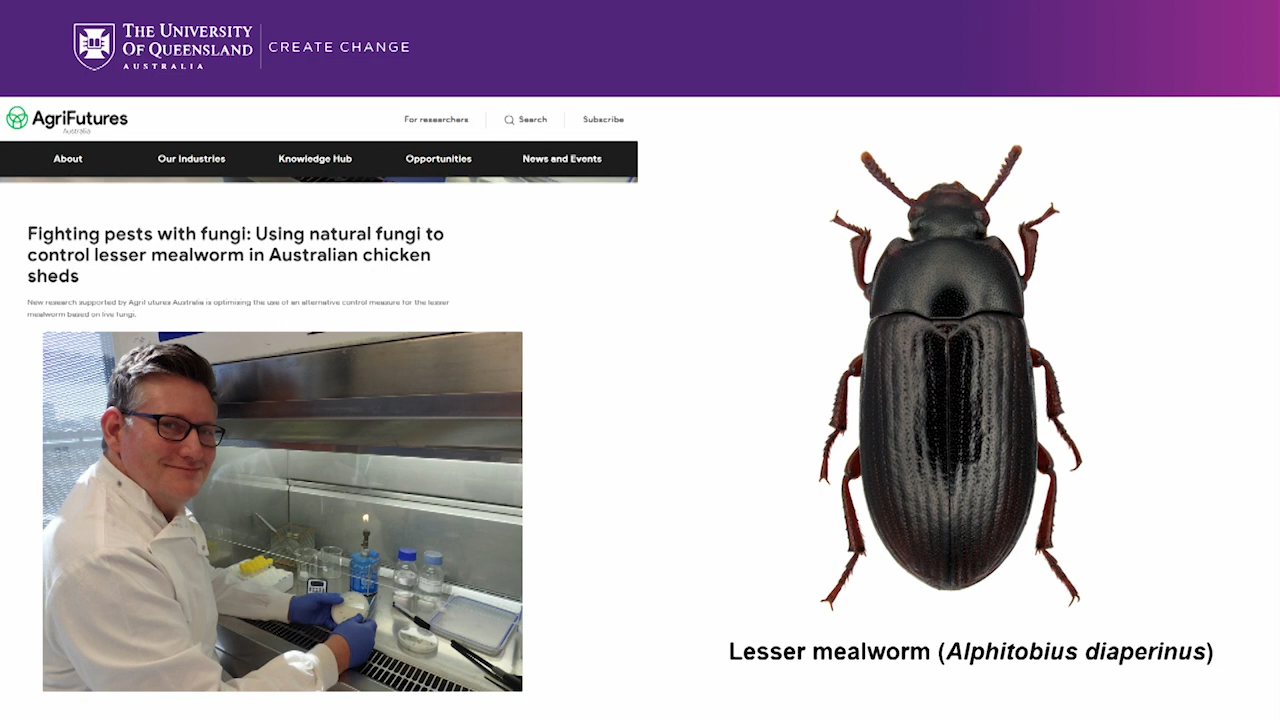 THE UNIVERSITY
OF QUEENSLAND
AUSTRALIA
CREATE CHANGE
AgriFutures
Australia
For researchers
Search
Subscribe
About
Our Industries
Knowledge Hub
Opportunities
News and Events
Fighting pests with fungi: Using natural fungi to
control lesser mealworm in Australian chicken
sheds
New research supported by AgriFutures Australia is optimising the use of an alternative control measure for the lesser
mealworm based on live fungi.
Lesser mealworm (Alphitobius diaperinus)